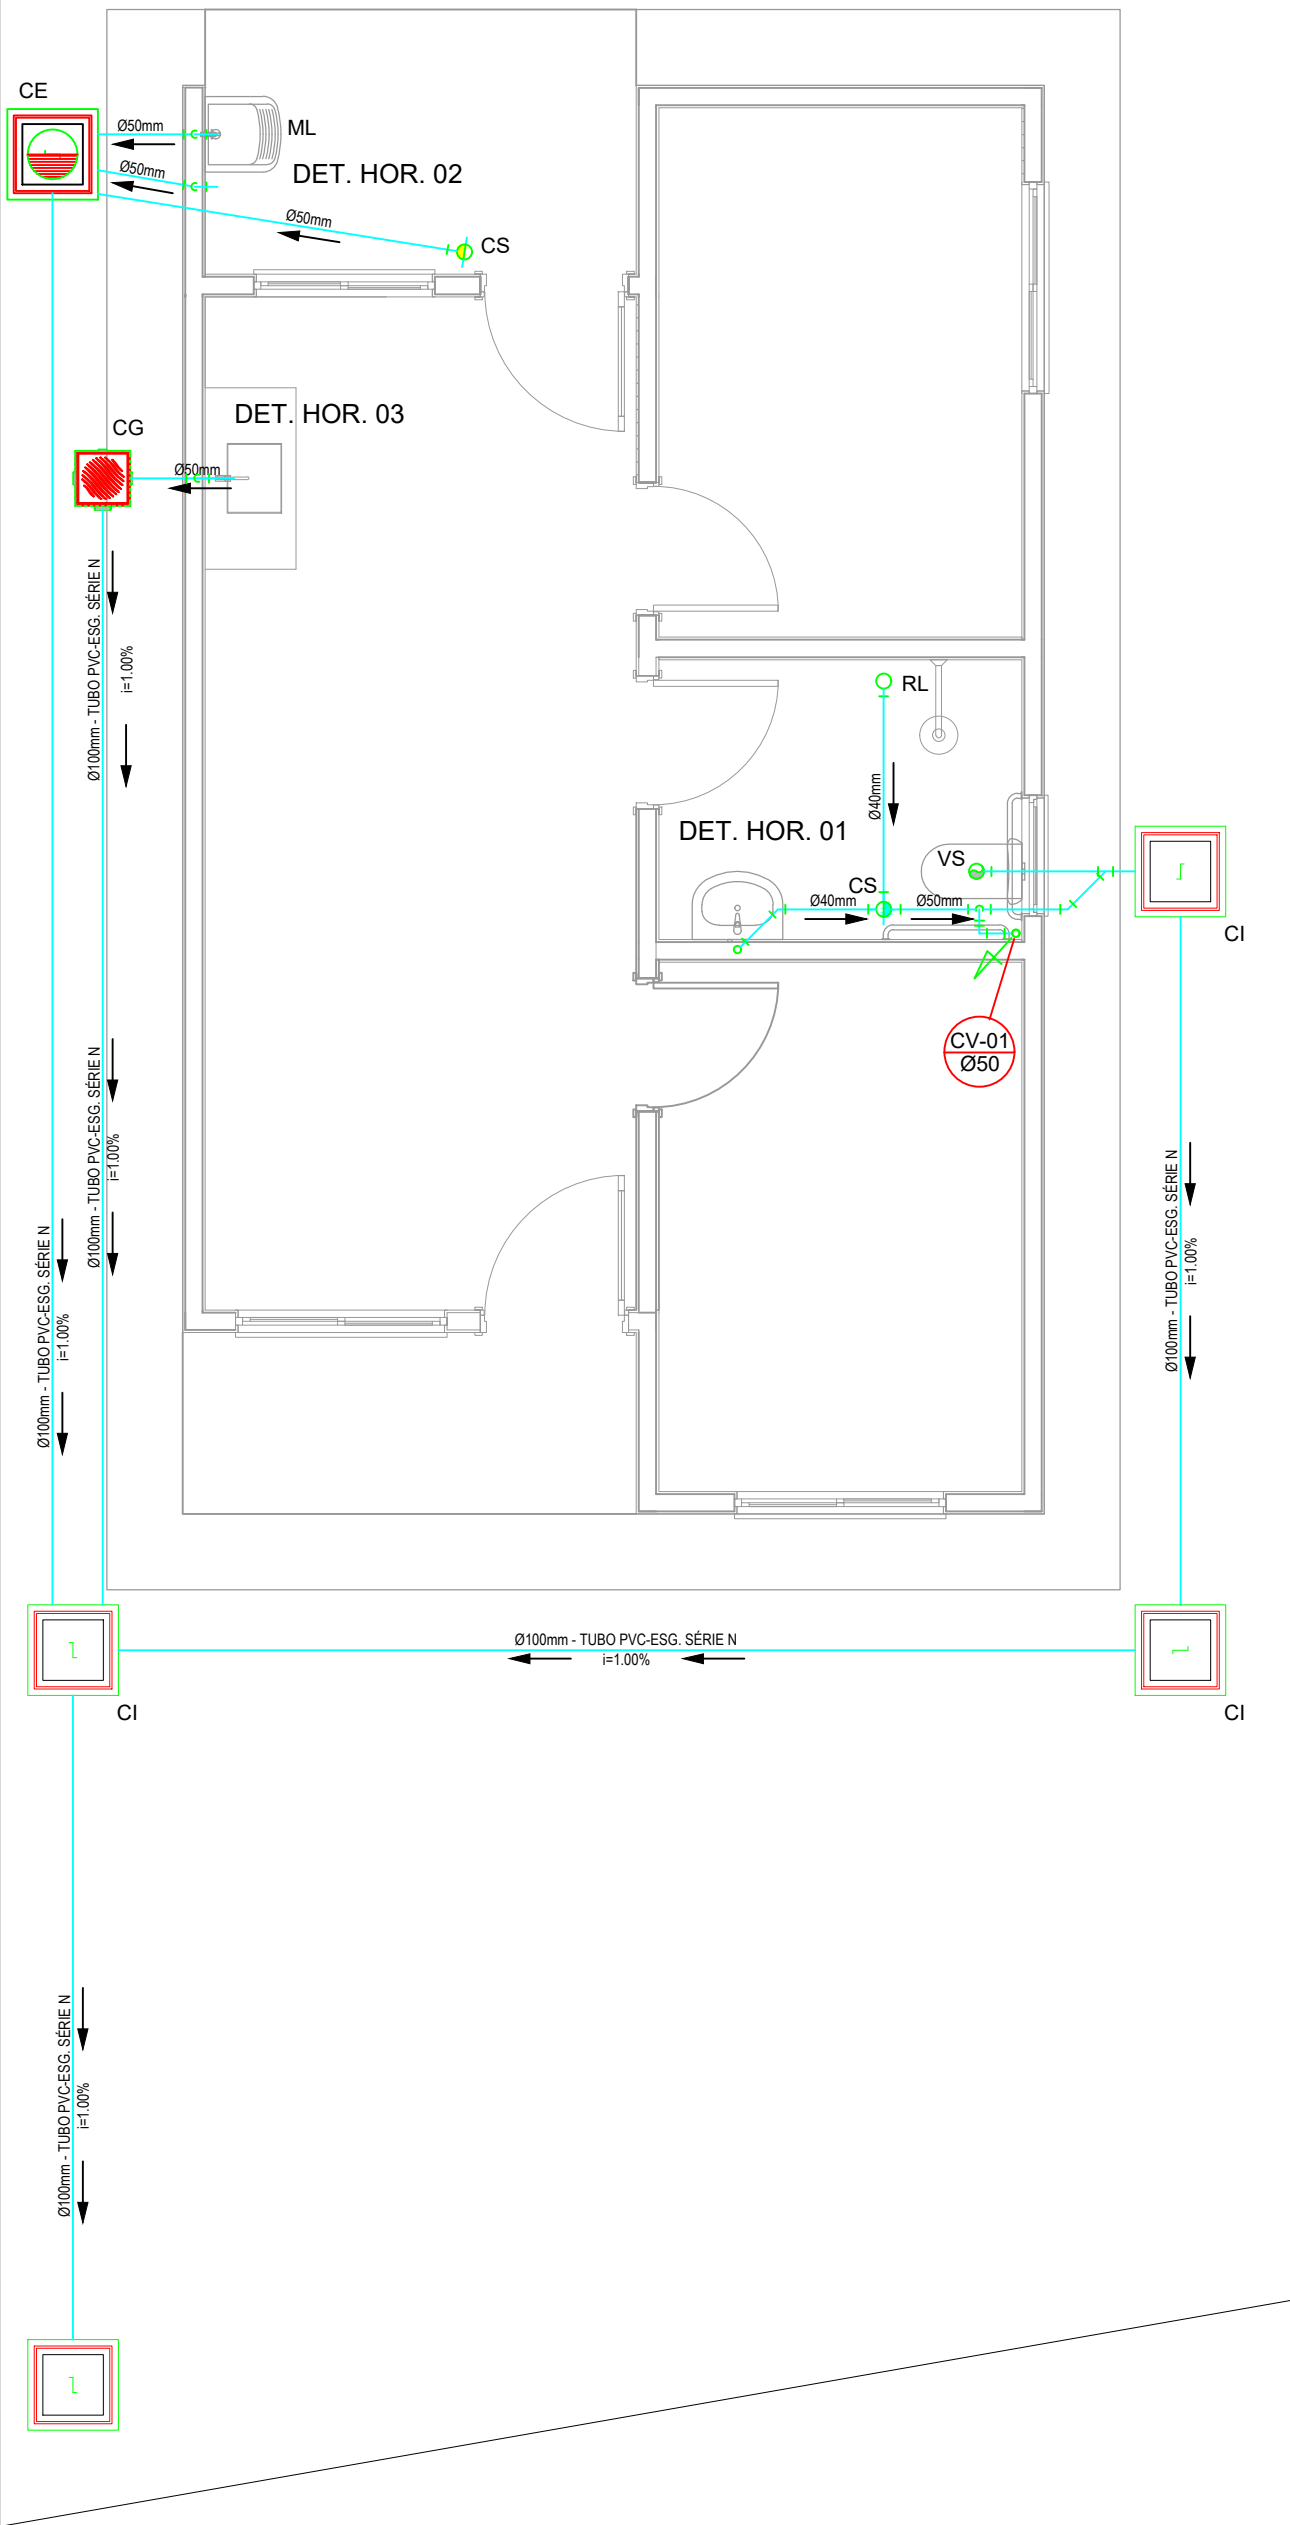 CE
Ø50mm
ML
Ø50mm
DET. HOR. 02
Ø50mm
CS
DET. HOR. 03
CG
Ø50mm
Ø100mm - TUBO PVC-ESG. SÉRIE N
i=1.00%
RL
Ø40mm
DET. HOR. 01
VS
CS
Ø40mm
Ø50mm
CI
CV-01
Ø50
Ø100mm - TUBO PVC-ESG. SÉRIE N
i=1.00%
Ø100mm - TUBO PVC-ESG. SÉRIE N
i=1.00%
Ø100mm - TUBO PVC-ESG. SÉRIE N
i=1.00%
Ø100mm - TUBO PVC-ESG. SÉRIE N
i=1.00%
CI
CI
Ø100mm - TUBO PVC-ESG. SÉRIE N
i=1.00%